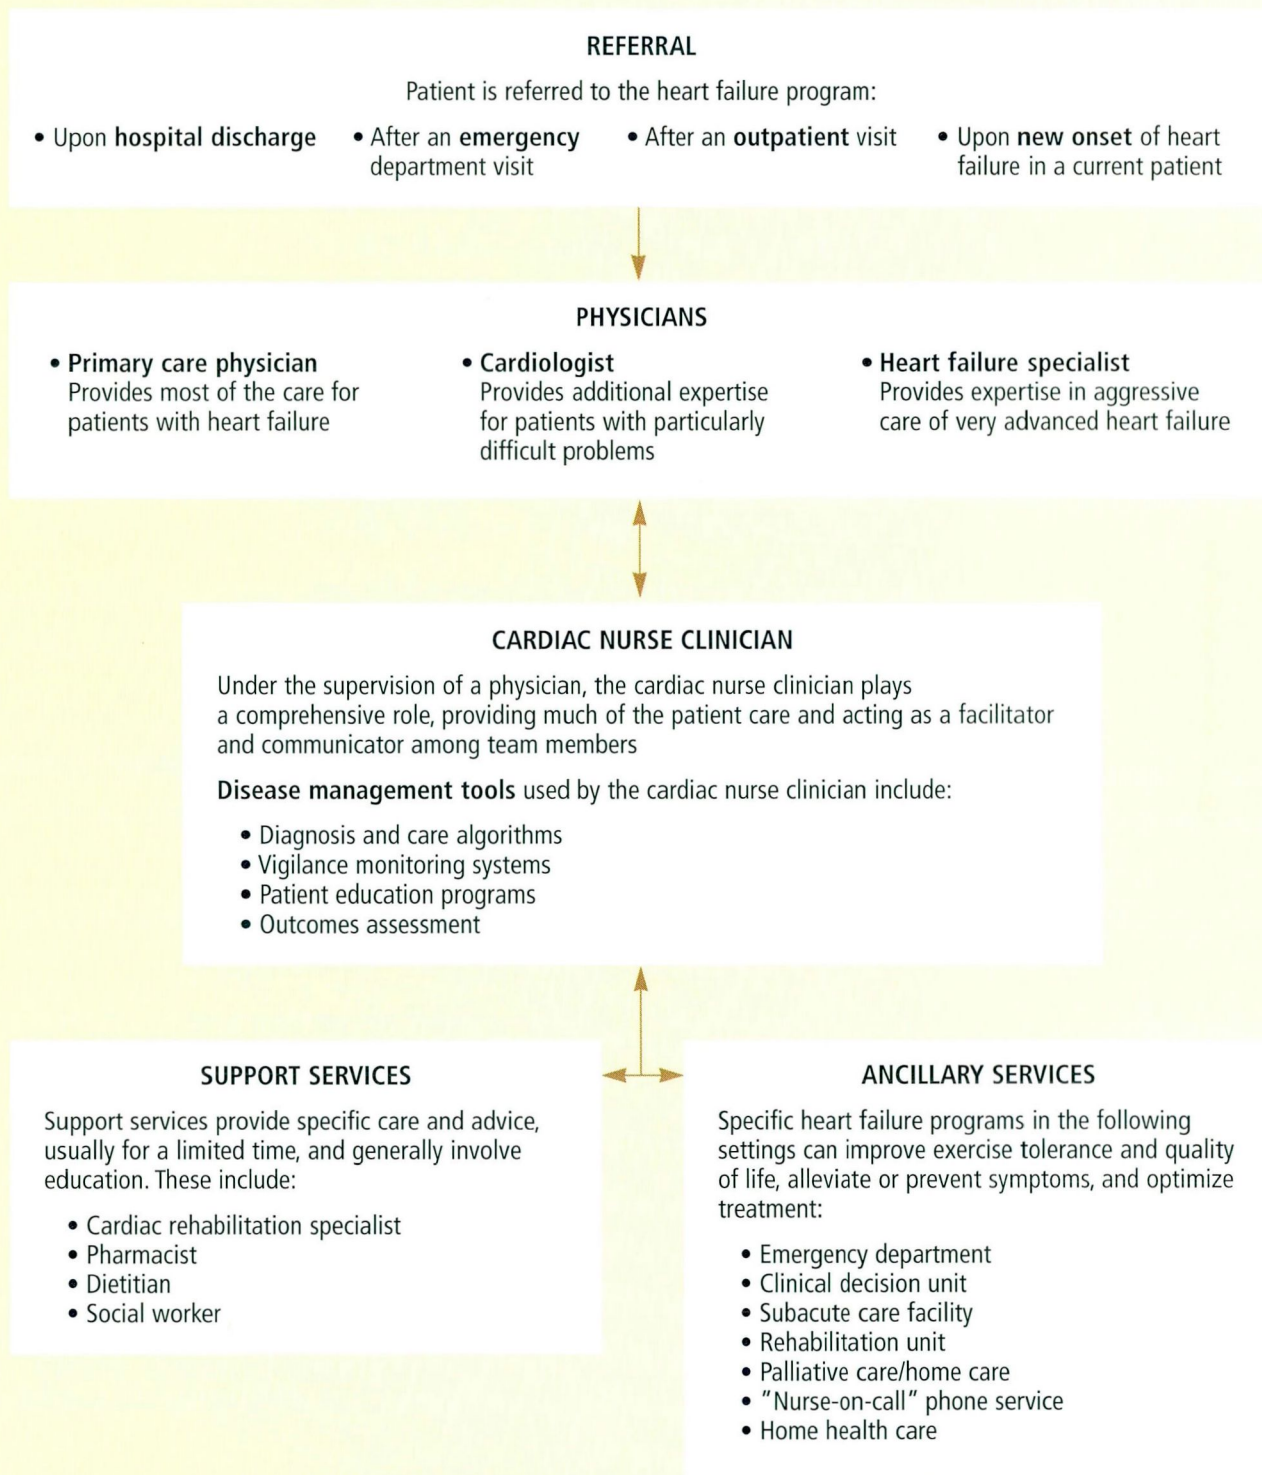 REFERRAL
Patient is referred to the heart failure program:
• Upon hospital discharge
• After an emergency
department visit
• After an outpatient visit
• Upon new onset of heart
failure in a current patient
PHYSICIANS
• Primary care physician
Provides most of the care for
patients with heart failure
• Cardiologist
Provides additional expertise
for patients with particularly
difficult problems
• Heart failure specialist
Provides expertise in aggressive
care of very advanced heart failure
CARDIAC NURSE CLINICIAN
Under the supervision of a physician, the cardiac nurse clinician plays
a comprehensive role, providing much of the patient care and acting as a facilitator
and communicator among team members
Disease management tools used by the cardiac nurse clinician include:
• Diagnosis and care algorithms
• Vigilance monitoring systems
• Patient education programs
• Outcomes assessment
SUPPORT SERVICES
Support services provide specific care and advice,
usually for a limited time, and generally involve
education. These include:
• Cardiac rehabilitation specialist
• Pharmacist
• Dietitian
• Social worker
ANCILLARY SERVICES
Specific heart failure programs in the following
settings can improve exercise tolerance and quality
of life, alleviate or prevent symptoms, and optimize
treatment:
• Emergency department
• Clinical decision unit
• Subacute care facility
• Rehabilitation unit
• Palliative care/home care
• "Nurse-on-call" phone service
• Home health care